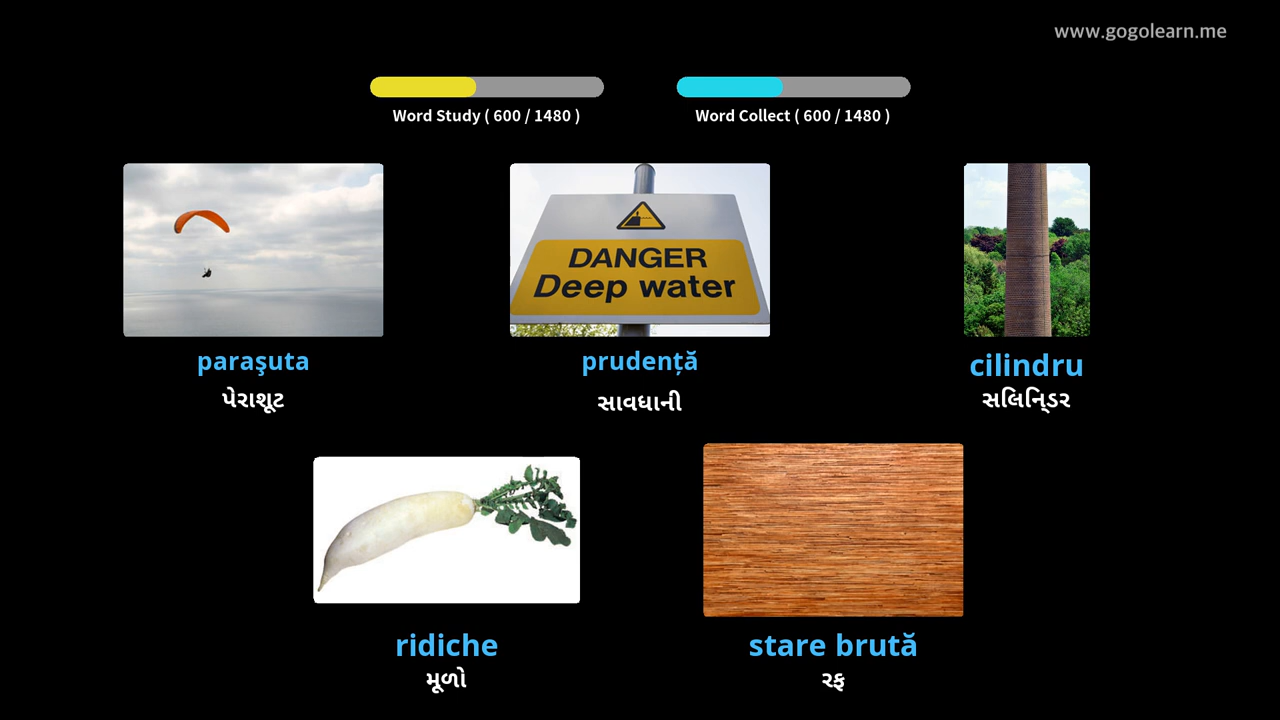 www.gogolearn.me
Word Study ( 600 / 1480 )
Word Collect ( 600 / 1480 )
DANGER
Deep water
paraşuta
પેરાશૂટ
prudență
સાવધાની
cilindru
સલિનિ્ડર
ridiche
મૂળો
stare brută
રફ